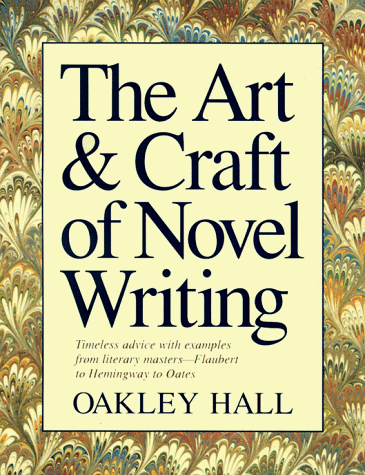 The Art
& Craft
of Novel
Writing
Timeless advice with examples
from literary masters—Flaubert
to Hemingway to Oates
OAKLEY HALL